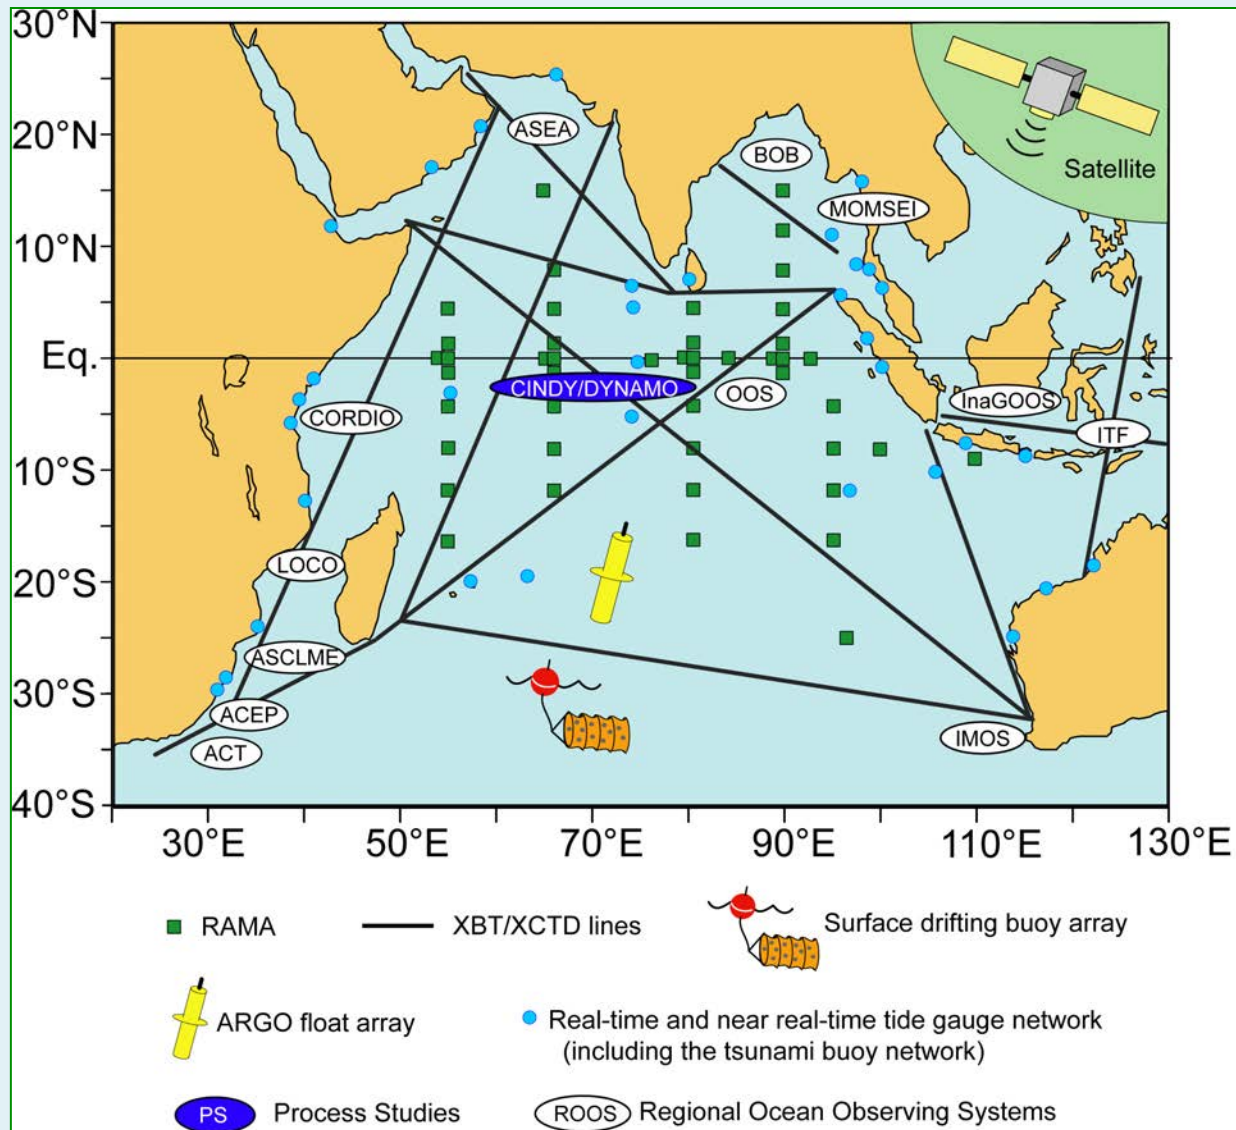 30°N
20°N
10°N
Eq.
10°S
20°S
30°S
40°S
30°E
50°E
70°E
90°E
110°E
130°E
ASEA
BOB
MOMSEI
Satellite
CINDY/DYNAMO
OOS
InaGOOS
ITF
CORDIO
LOCO
ASCLME
ACEP
ACT
IMOS
RAMA
XBT/XCTD lines
Surface drifting buoy array
ARGO float array
Real-time and near real-time tide gauge network
(including the tsunami buoy network)
PS
Process Studies
ROOS
Regional Ocean Observing Systems